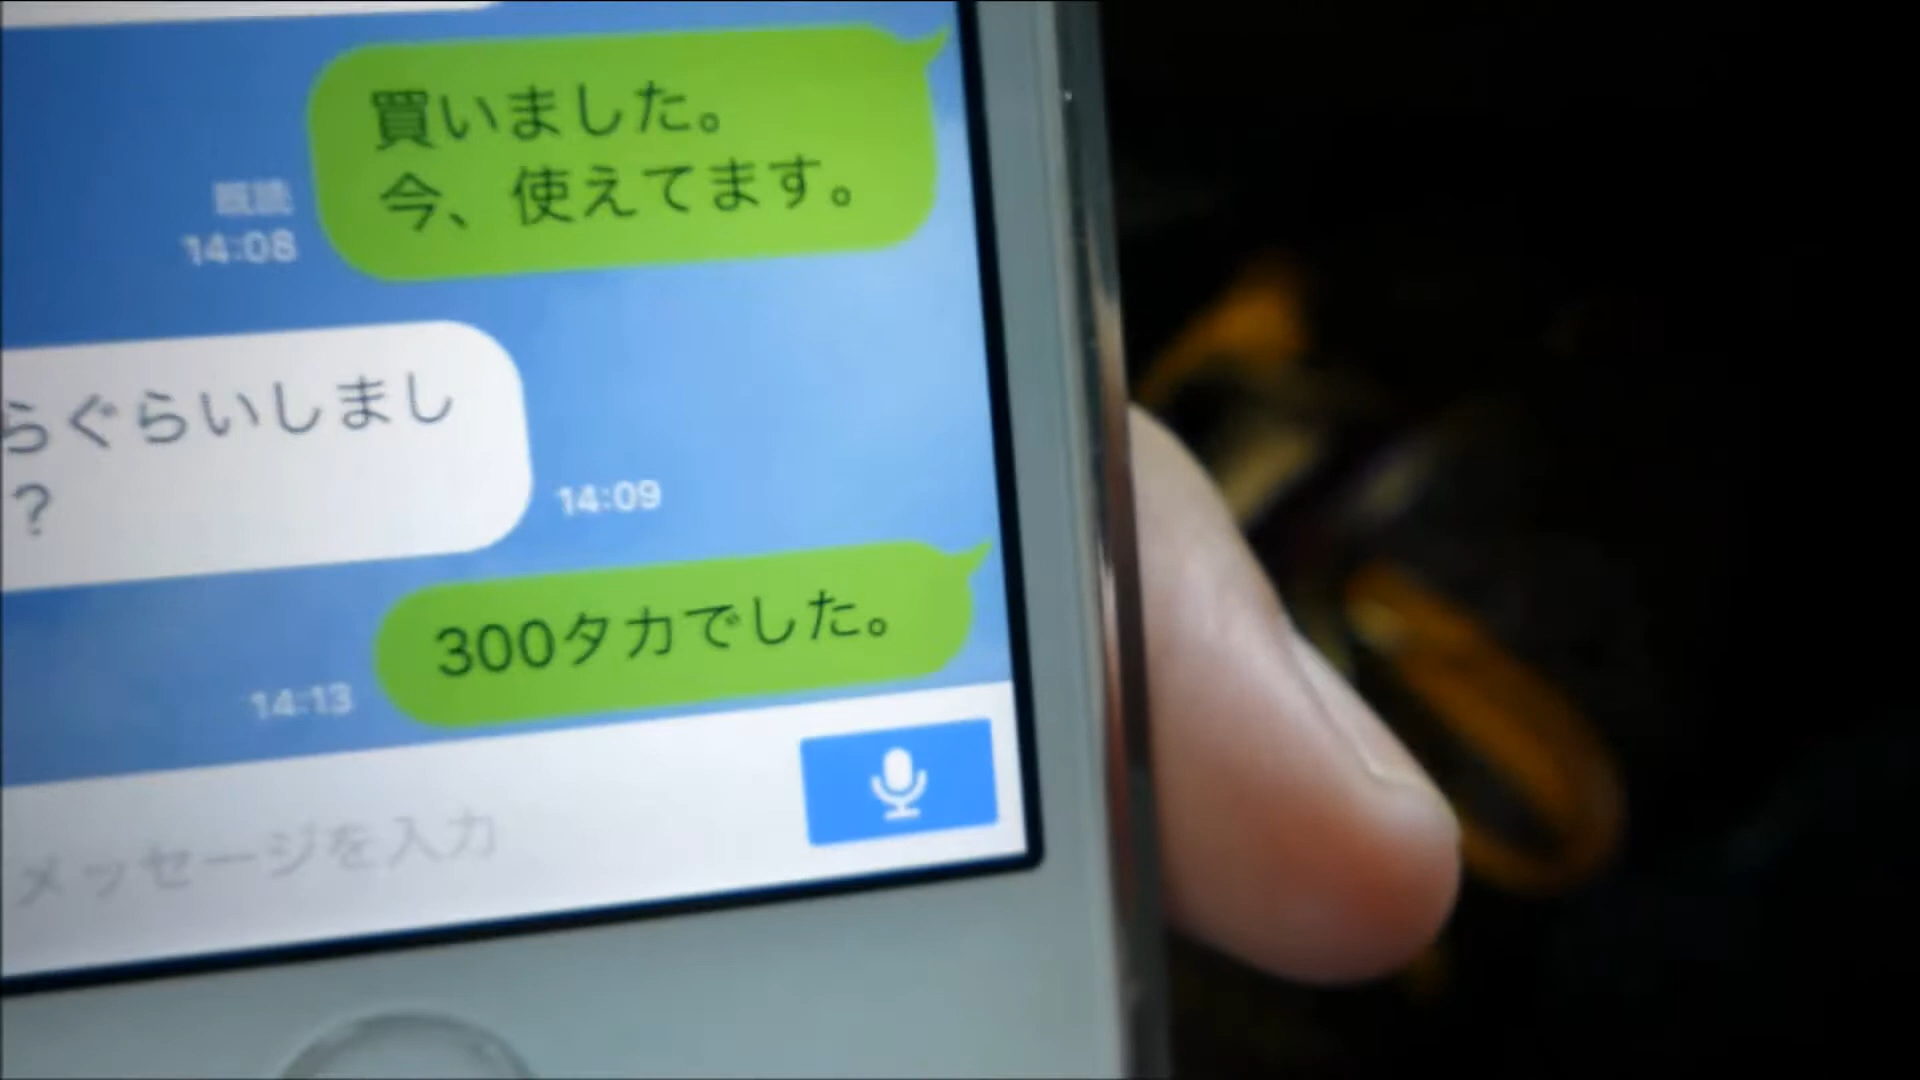 買いました。
今、使えてます。
既読
14:08
らぐらいしまし
?
14:09
300タカでした。
14:13
メッセージを入力